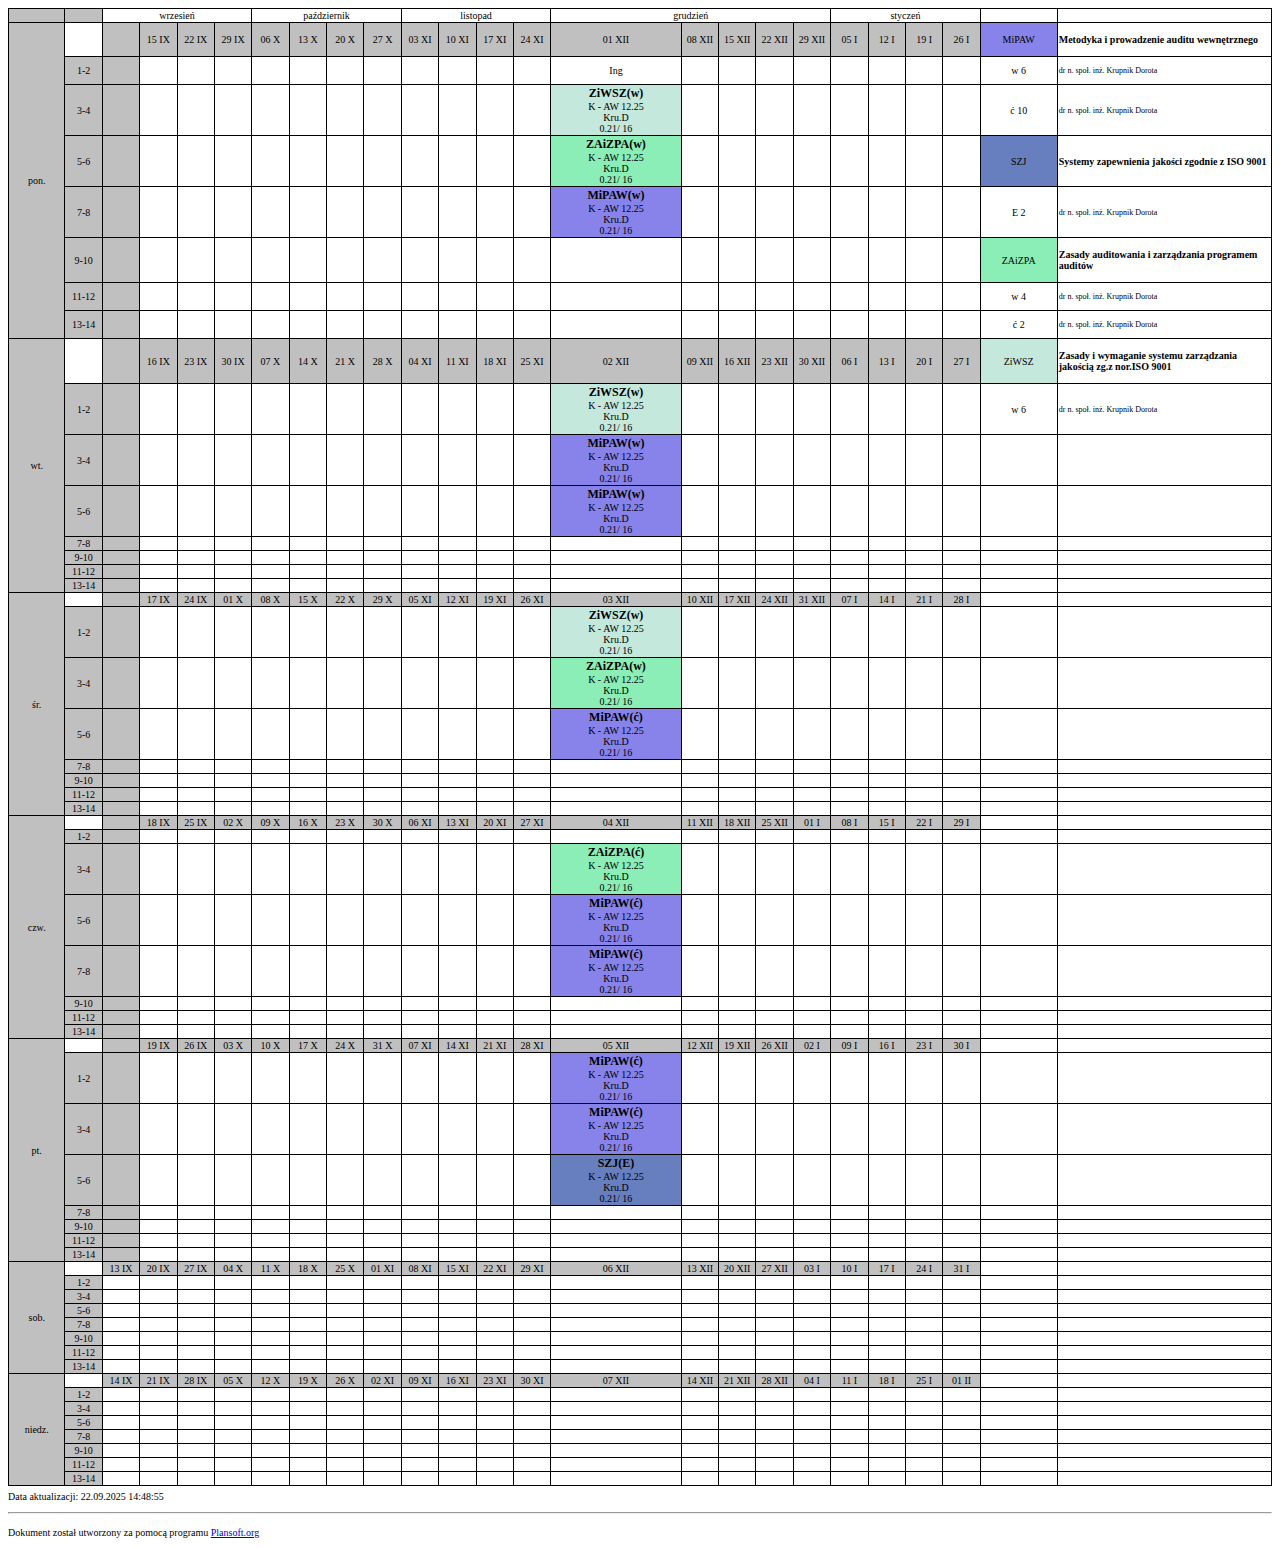 wrzesień październik listopad grudzień styczeń
15 IX 22 IX 29 IX 06 X 13 X 20 X 27 X 03 XI 10 XI 17 XI 24 XI 01 XII 08 XII 15 XII 22 XII 29 XII 05 I 12 I 19 I 26 I MiPAW Metodyka i prowadzenie auditu wewnętrznego
pon.
1-2 Ing w 6 dr n. społ. inż. Krupnik Dorota
3-4 ZiWSZ(w)
K - AW 12.25
Kru.D
0.21/ 16
ć 10 dr n. społ. inż. Krupnik Dorota
5-6 ZAiZPA(w)
K - AW 12.25
Kru.D
0.21/ 16
SZJ Systemy zapewnienia jakości zgodnie z ISO 9001
7-8 MiPAW(w)
K - AW 12.25
Kru.D
0.21/ 16
E 2 dr n. społ. inż. Krupnik Dorota
9-10 ZAiZPA Zasady auditowania i zarządzania programem
auditów
11-12 w 4 dr n. społ. inż. Krupnik Dorota
13-14 ć 2 dr n. społ. inż. Krupnik Dorota
16 IX 23 IX 30 IX 07 X 14 X 21 X 28 X 04 XI 11 XI 18 XI 25 XI 02 XII 09 XII 16 XII 23 XII 30 XII 06 I 13 I 20 I 27 I ZiWSZ Zasady i wymaganie systemu zarządzania
jakością zg.z nor.ISO 9001
wt.
1-2 ZiWSZ(w)
K - AW 12.25
Kru.D
0.21/ 16
w 6 dr n. społ. inż. Krupnik Dorota
3-4 MiPAW(w)
K - AW 12.25
Kru.D
0.21/ 16
5-6 MiPAW(w)
K - AW 12.25
Kru.D
0.21/ 16
7-8
9-10
11-12
13-14
17 IX 24 IX 01 X 08 X 15 X 22 X 29 X 05 XI 12 XI 19 XI 26 XI 03 XII 10 XII 17 XII 24 XII 31 XII 07 I 14 I 21 I 28 I
śr.
1-2 ZiWSZ(w)
K - AW 12.25
Kru.D
0.21/ 16
3-4 ZAiZPA(w)
K - AW 12.25
Kru.D
0.21/ 16
5-6 MiPAW(ć)
K - AW 12.25
Kru.D
0.21/ 16
7-8
9-10
11-12
13-14
18 IX 25 IX 02 X 09 X 16 X 23 X 30 X 06 XI 13 XI 20 XI 27 XI 04 XII 11 XII 18 XII 25 XII 01 I 08 I 15 I 22 I 29 I
czw.
1-2
3-4 ZAiZPA(ć)
K - AW 12.25
Kru.D
0.21/ 16
5-6 MiPAW(ć)
K - AW 12.25
Kru.D
0.21/ 16
7-8 MiPAW(ć)
K - AW 12.25
Kru.D
0.21/ 16
9-10
11-12
13-14
19 IX 26 IX 03 X 10 X 17 X 24 X 31 X 07 XI 14 XI 21 XI 28 XI 05 XII 12 XII 19 XII 26 XII 02 I 09 I 16 I 23 I 30 I
pt.
1-2 MiPAW(ć)
K - AW 12.25
Kru.D
0.21/ 16
3-4 MiPAW(ć)
K - AW 12.25
Kru.D
0.21/ 16
5-6 SZJ(E)
K - AW 12.25
Kru.D
0.21/ 16
7-8
9-10
11-12
13-14
13 IX 20 IX 27 IX 04 X 11 X 18 X 25 X 01 XI 08 XI 15 XI 22 XI 29 XI 06 XII 13 XII 20 XII 27 XII 03 I 10 I 17 I 24 I 31 I
sob.
1-2
3-4
5-6
7-8
9-10
11-12
13-14
14 IX 21 IX 28 IX 05 X 12 X 19 X 26 X 02 XI 09 XI 16 XI 23 XI 30 XI 07 XII 14 XII 21 XII 28 XII 04 I 11 I 18 I 25 I 01 II
niedz.
1-2
3-4
5-6
7-8
9-10
11-12
13-14
Data aktualizacji: 22.09.2025 14:48:55
Dokument został utworzony za pomocą programu Plansoft.org